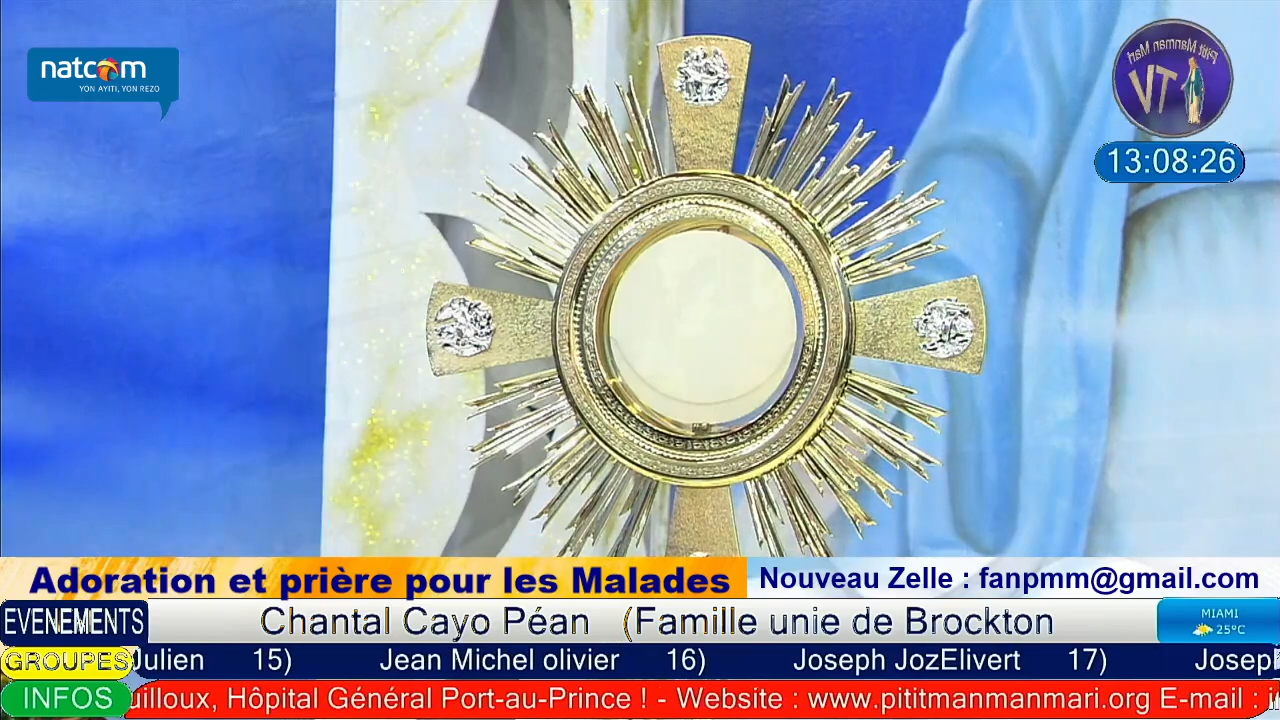 natcom
YON AYITI, YON REZO
Pitit Manman Mari
TV
13:08:26
Adoration et prière pour les Malades
Nouveau Zelle : fanpmm@gmail.com
EVENEMENTS
Chantal Cayo Péan (Famille unie de Brockton
MIAMI
25°C
GROUPES
Julien 15) Jean Michel olivier 16) Joseph JozElivert 17) Joseph
INFOS
uilloux, Hôpital Général Port-au-Prince ! - Website : www.pititmanmanmari.org E-mail :